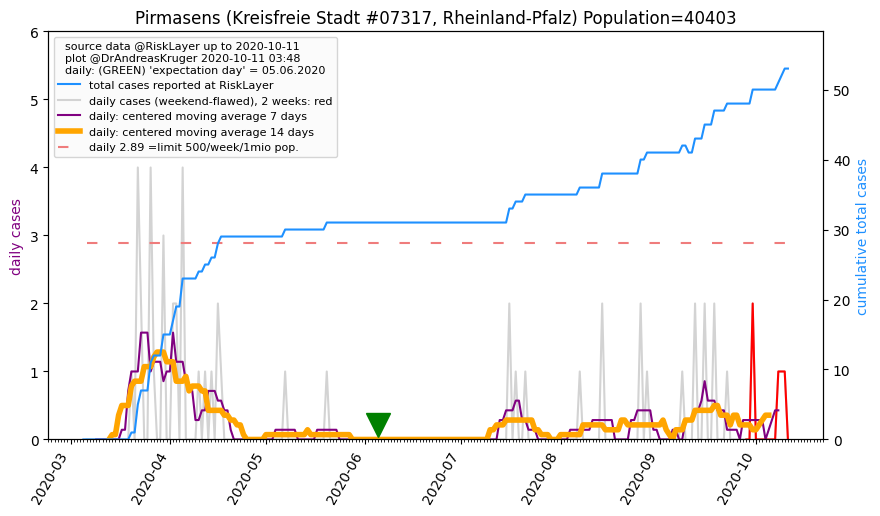 Pirmasens (Kreisfreie Stadt #07317, Rheinland-Pfalz) Population=40403
source data @RiskLayer up to 2020-10-11
plot @DrAndreasKruger 2020-10-11 03:48
daily: (GREEN) 'expectation day' = 05.06.2020
total cases reported at RiskLayer
daily cases (weekend-flawed), 2 weeks: red
daily: centered moving average 7 days
daily: centered moving average 14 days
daily 2.89 =limit 500/week/1mio pop.
daily cases
cumulative total cases
6
5
4
3
2
1
0
50
40
30
20
10
0
2020-03
2020-04
2020-05
2020-06
2020-07
2020-08
2020-09
2020-10